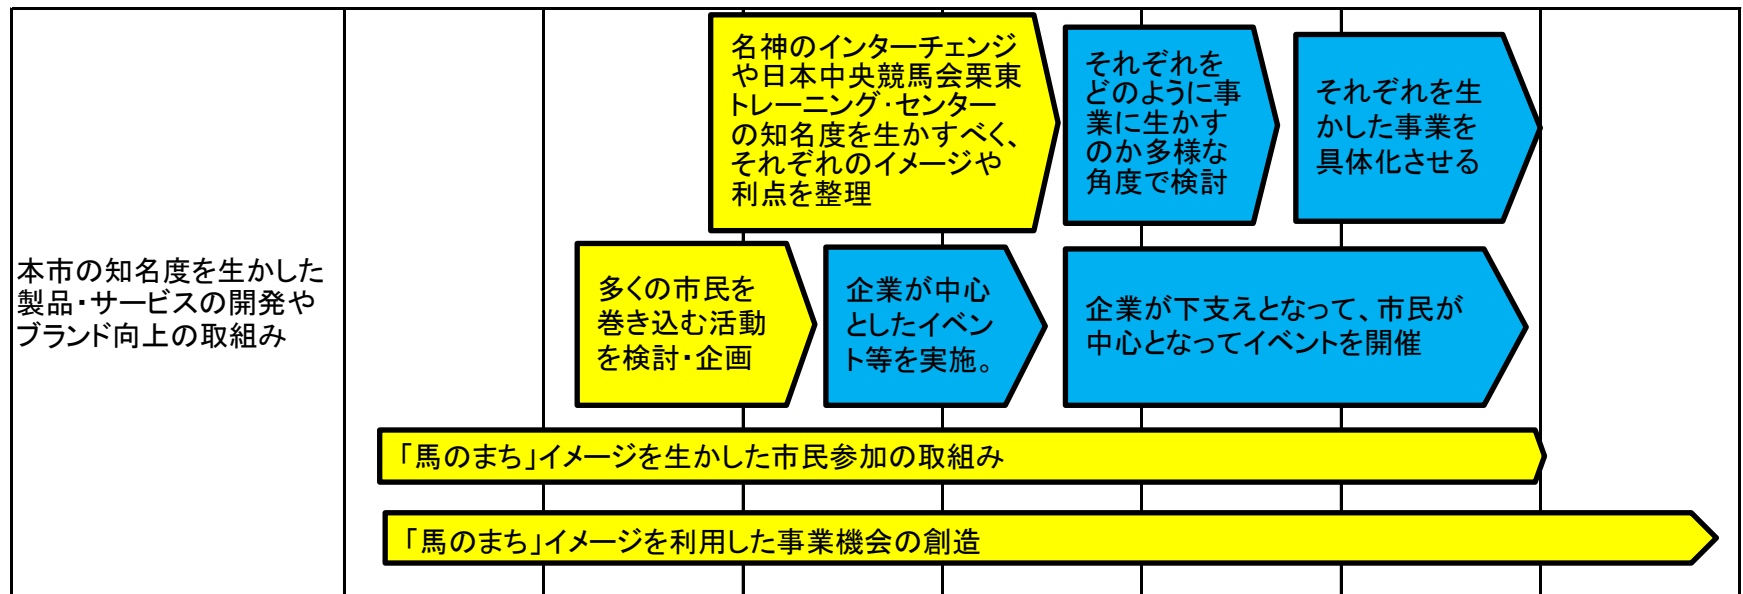 本市の知名度を生かした
製品・サービスの開発や
ブランド向上の取組み
名神のインターチェンジ
や日本中央競馬会栗東
トレーニング・センター
の知名度を生かすべく、
それぞれのイメージや
利点を整理
それぞれを
どのように事
業に生かす
のか多様な
角度で検討
それぞれを生
かした事業を
具体化させる
多くの市民を
巻き込む活動
を検討・企画
企業が中心
としたイベン
ト等を実施。
企業が下支えとなって、市民が
中心となってイベントを開催
「馬のまち」イメージを生かした市民参加の取組み
「馬のまち」イメージを利用した事業機会の創造